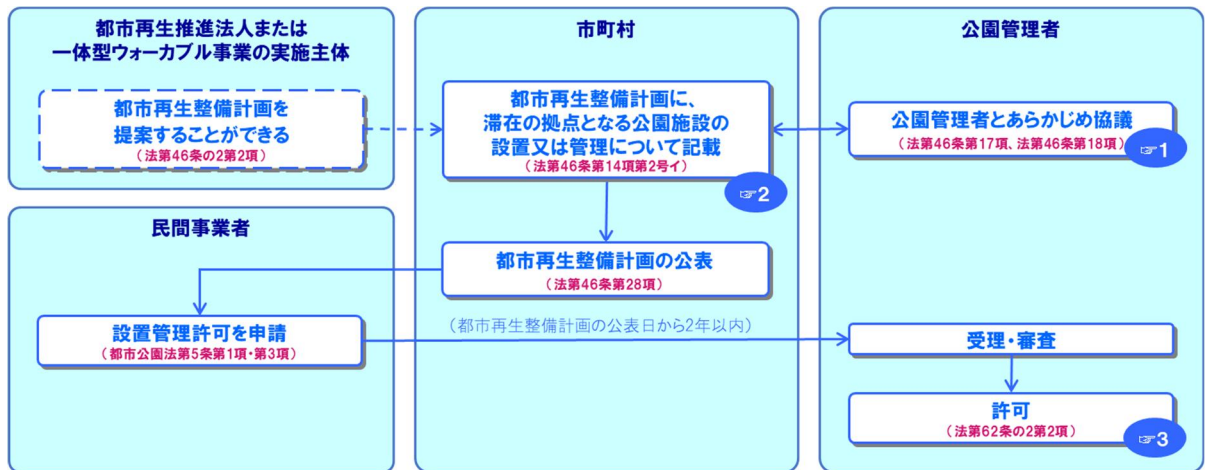 都市再生推進法人または
一体型ウォーカブル事業の実施主体
都市再生整備計画を
提案することができる
（法第46条の2第2項）
市町村
都市再生整備計画に、
滞在の拠点となる公園施設の
設置又は管理について記載
（法第46条第14項第2号イ）
☞2
公園管理者
公園管理者とあらかじめ協議
（法第46条第17項、法第46条第18項）
☞1
民間事業者
都市再生整備計画の公表
（法第46条第28項）
設置管理許可を申請
（都市公園法第5条第1項・第3項）
（都市再生整備計画の公表日から2年以内）
受理・審査
許可
（法第62条の2第2項）
☞3